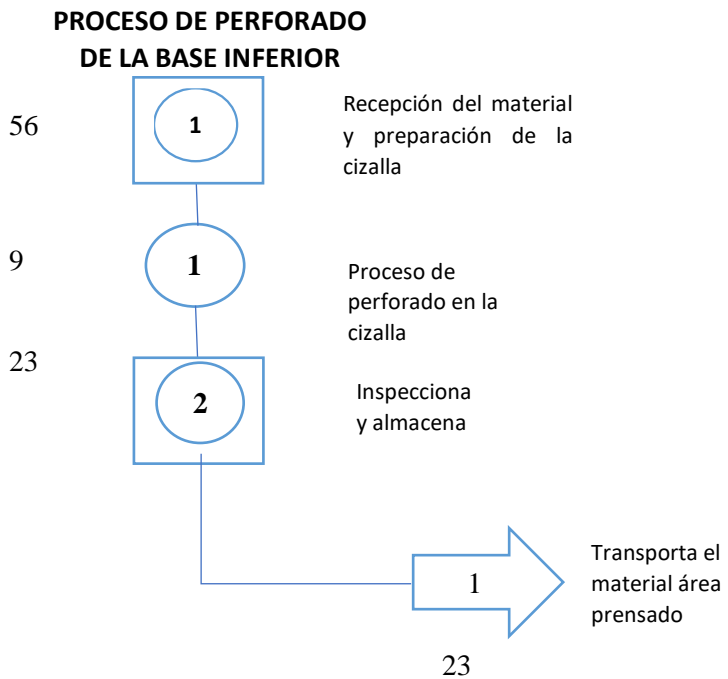 PROCESO DE PERFORADO
DE LA BASE INFERIOR
56
1
Recepción del material
y preparación de la
cizalla
9
1
Proceso de
perforado en la
cizalla
23
2
Inspecciona
y almacena
1
Transporta el
material área
prensado
23